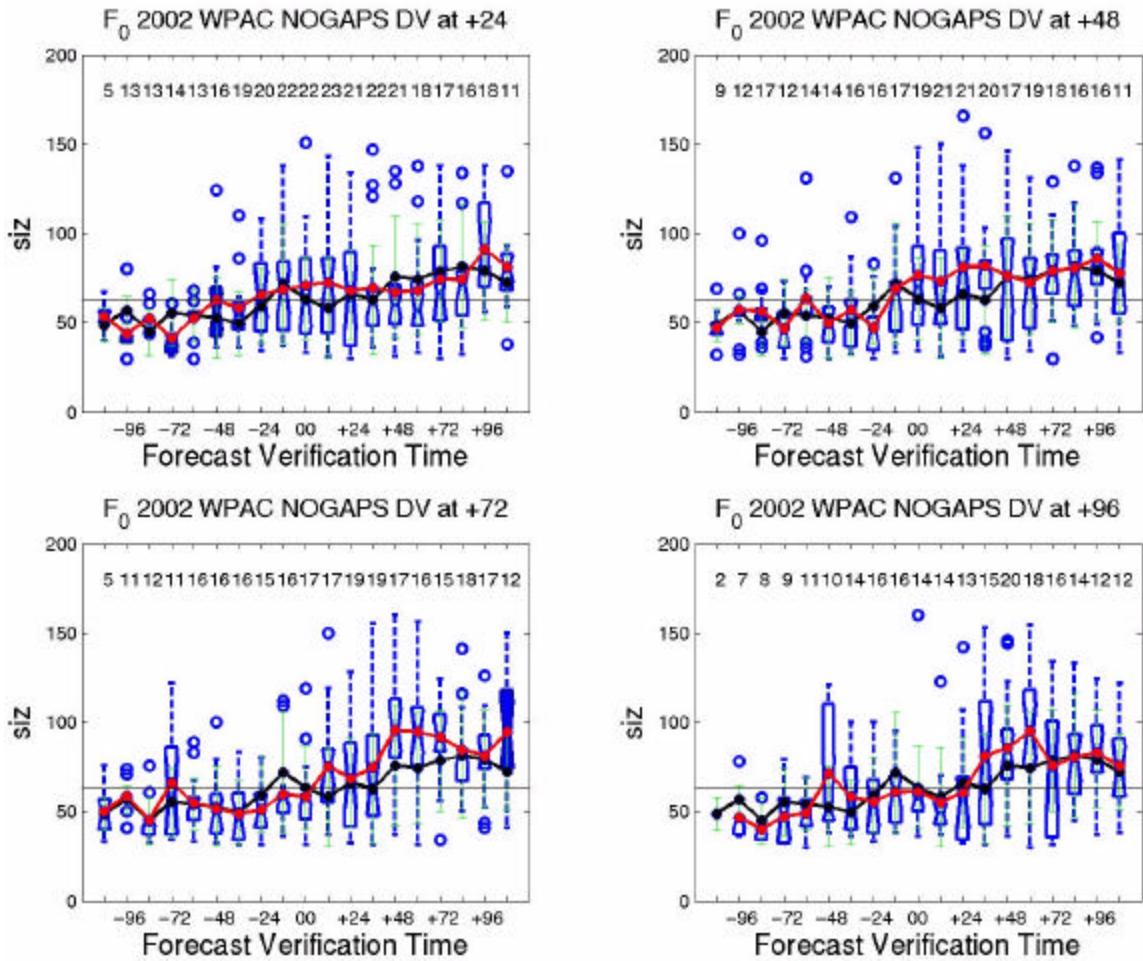 F0 2002 WPAC NOGAPS DV at +24
200
5 13 13 14 13 16 19 20 22 22 23 21 22 21 18 17 16 18 11
150
siz
100
50
0
−96 −72 −48 −24 00 +24 +48 +72 +96
Forecast Verification Time
F0 2002 WPAC NOGAPS DV at +48
200
9 12 17 12 14 14 16 16 17 19 21 21 20 17 19 18 16 16 11
150
siz
100
50
0
−96 −72 −48 −24 00 +24 +48 +72 +96
Forecast Verification Time
F0 2002 WPAC NOGAPS DV at +72
200
5 11 12 11 16 16 16 15 16 17 17 19 19 17 16 15 18 17 12
150
siz
100
50
0
−96 −72 −48 −24 00 +24 +48 +72 +96
Forecast Verification Time
F0 2002 WPAC NOGAPS DV at +96
200
2 7 8 9 11 10 14 16 16 14 14 13 15 20 18 16 14 12 12
150
siz
100
50
0
−96 −72 −48 −24 00 +24 +48 +72 +96
Forecast Verification Time